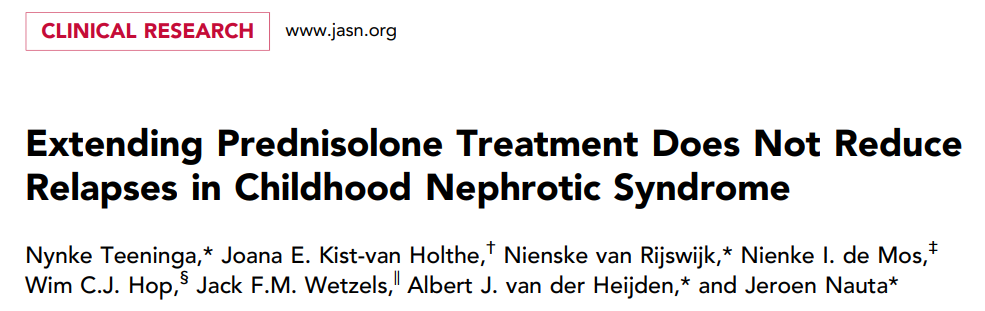 CLINICAL RESEARCH www.jasn.org
Extending Prednisolone Treatment Does Not Reduce
Relapses in Childhood Nephrotic Syndrome
Nynke Teeninga,* Joana E. Kist-van Holthe,† Nienske van Rijswijk,* Nienke I. de Mos,‡
Wim C.J. Hop,§ Jack F.M. Wetzels,‖ Albert J. van der Heijden,* and Jeroen Nauta*